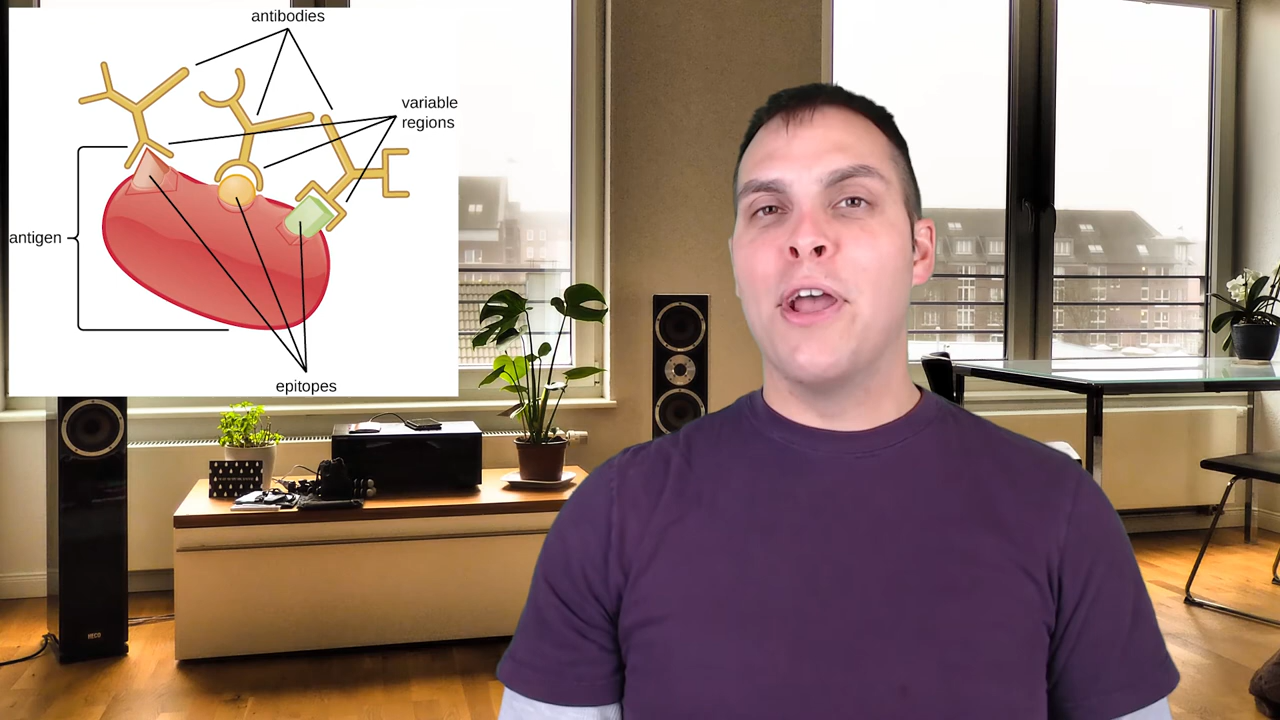 antibodies
variable
regions
antigen
epitopes
HECO